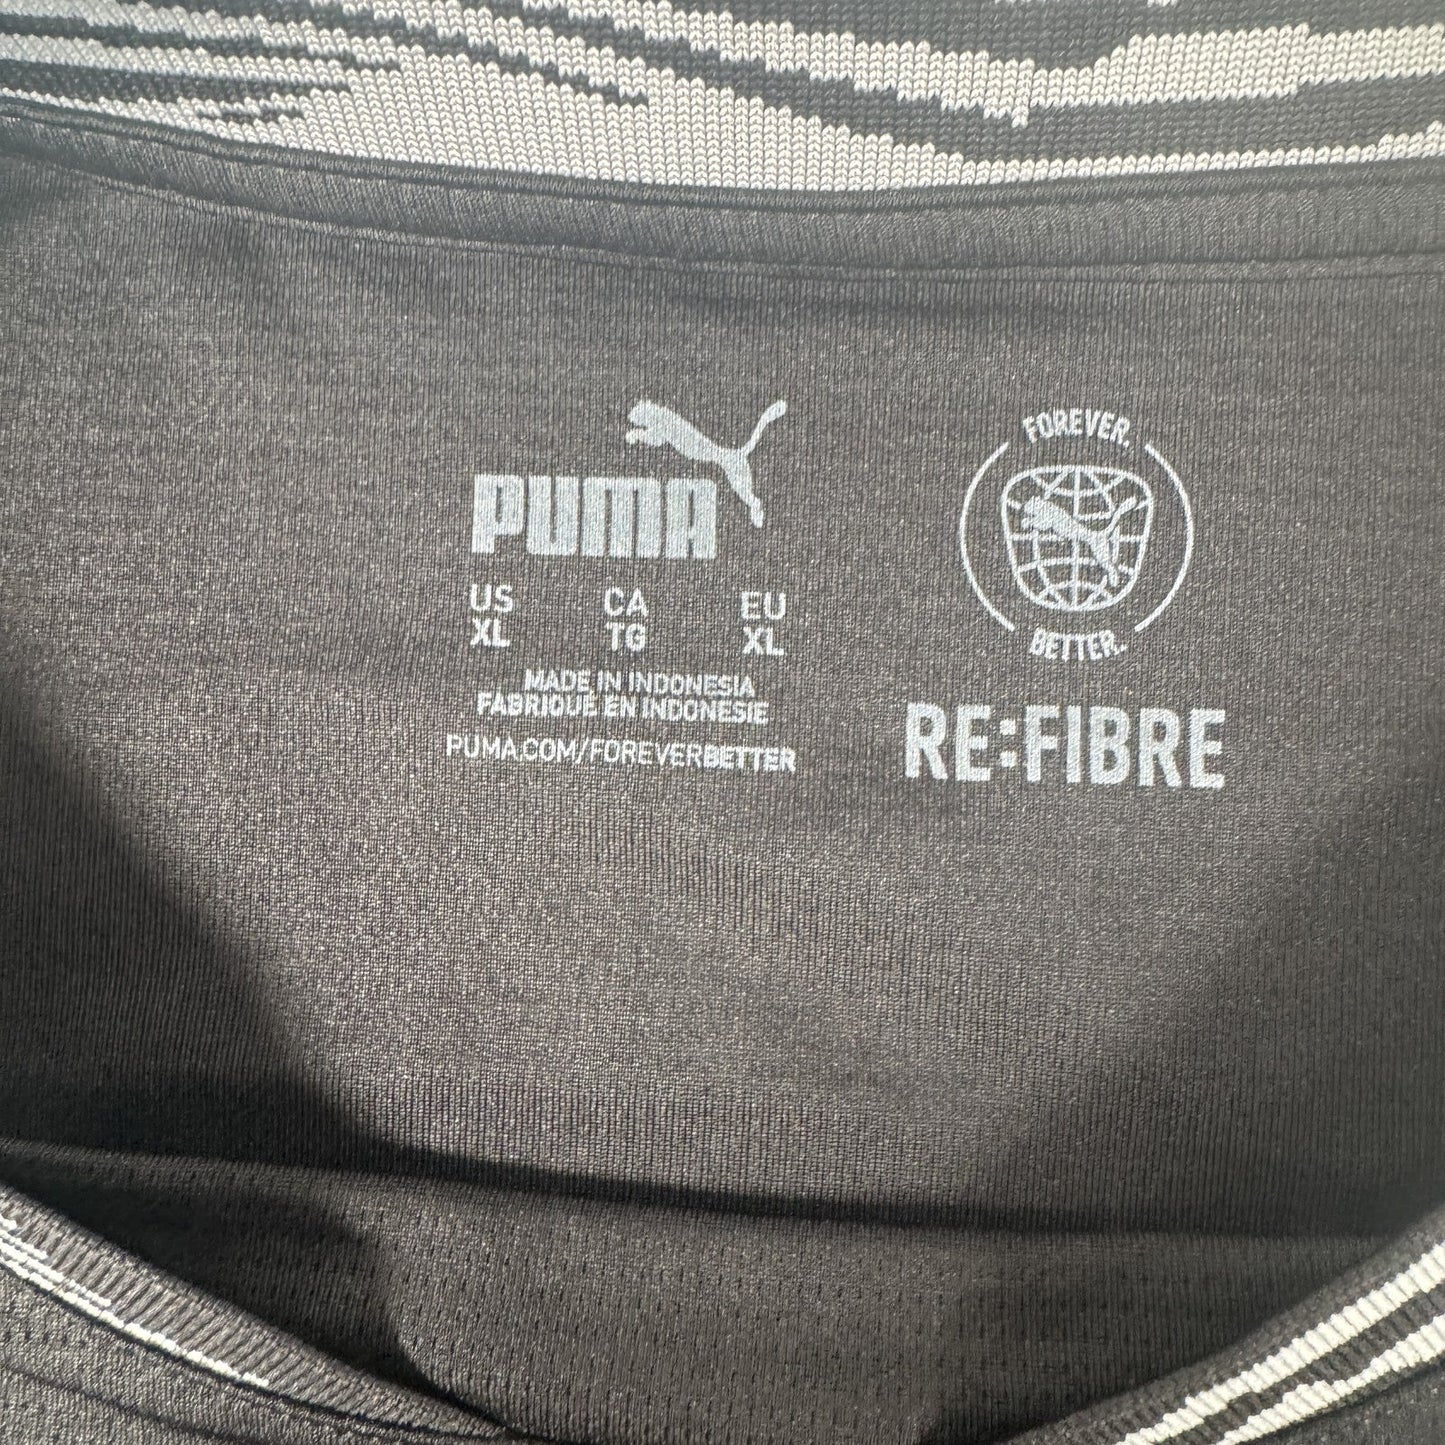 PUMA
US CA EU
XL TG XL
MADE IN INDONESIA
FABRIQUÉ EN INDONESIE
PUMA.COM/FOREVERBETTER
FOREVER.
BETTER.
RE:FIBRE